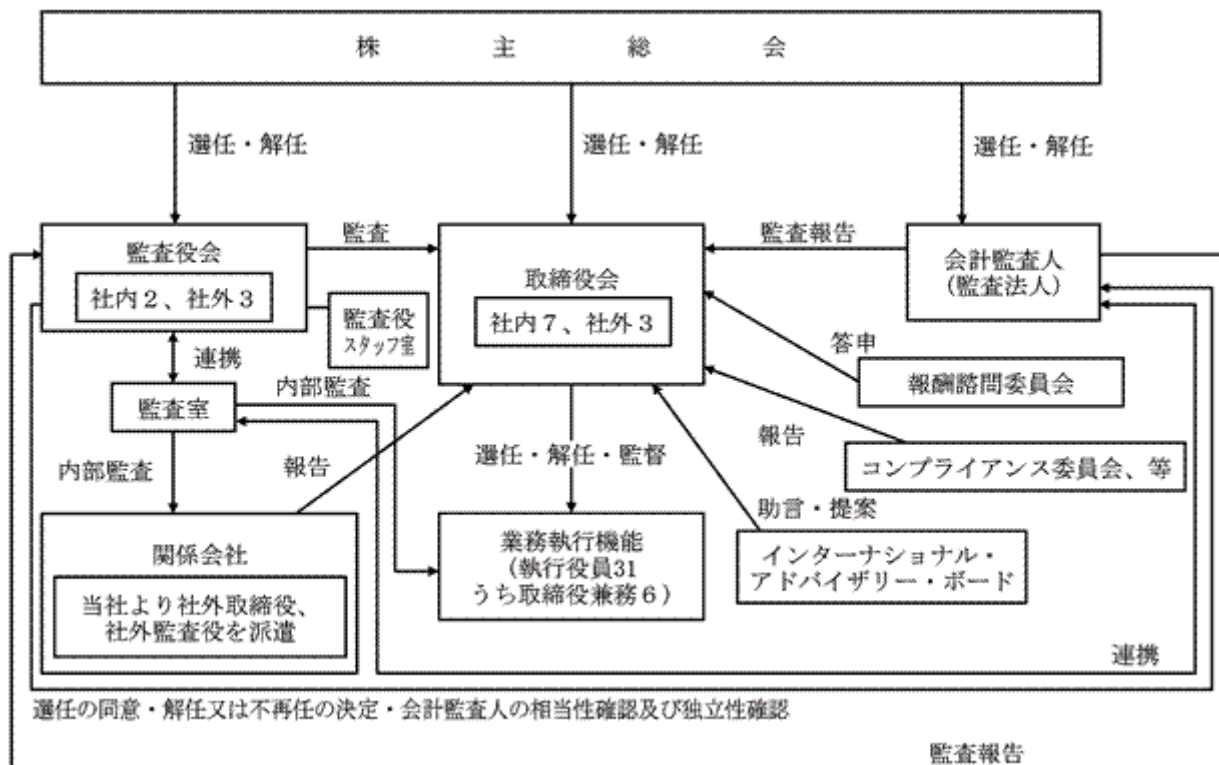 株主総会
選任・解任
選任・解任
選任・解任
監査役会
社内2、社外3
監査
監査役
スタッフ室
取締役会
社内7、社外3
監査報告
会計監査人
(監査法人)
連携
監査室
内部監査
内部監査
報告
選任・解任・監督
答申
報酬諮問委員会
報告
コンプライアンス委員会、等
助言・提案
インターナショナル・
アドバイザリー・ボード
関係会社
当社より社外取締役、
社外監査役を派遣
業務執行機能
(執行役員31
うち取締役兼務6)
連携
選任の同意・解任又は不再任の決定・会計監査人の相当性確認及び独立性確認
監査報告